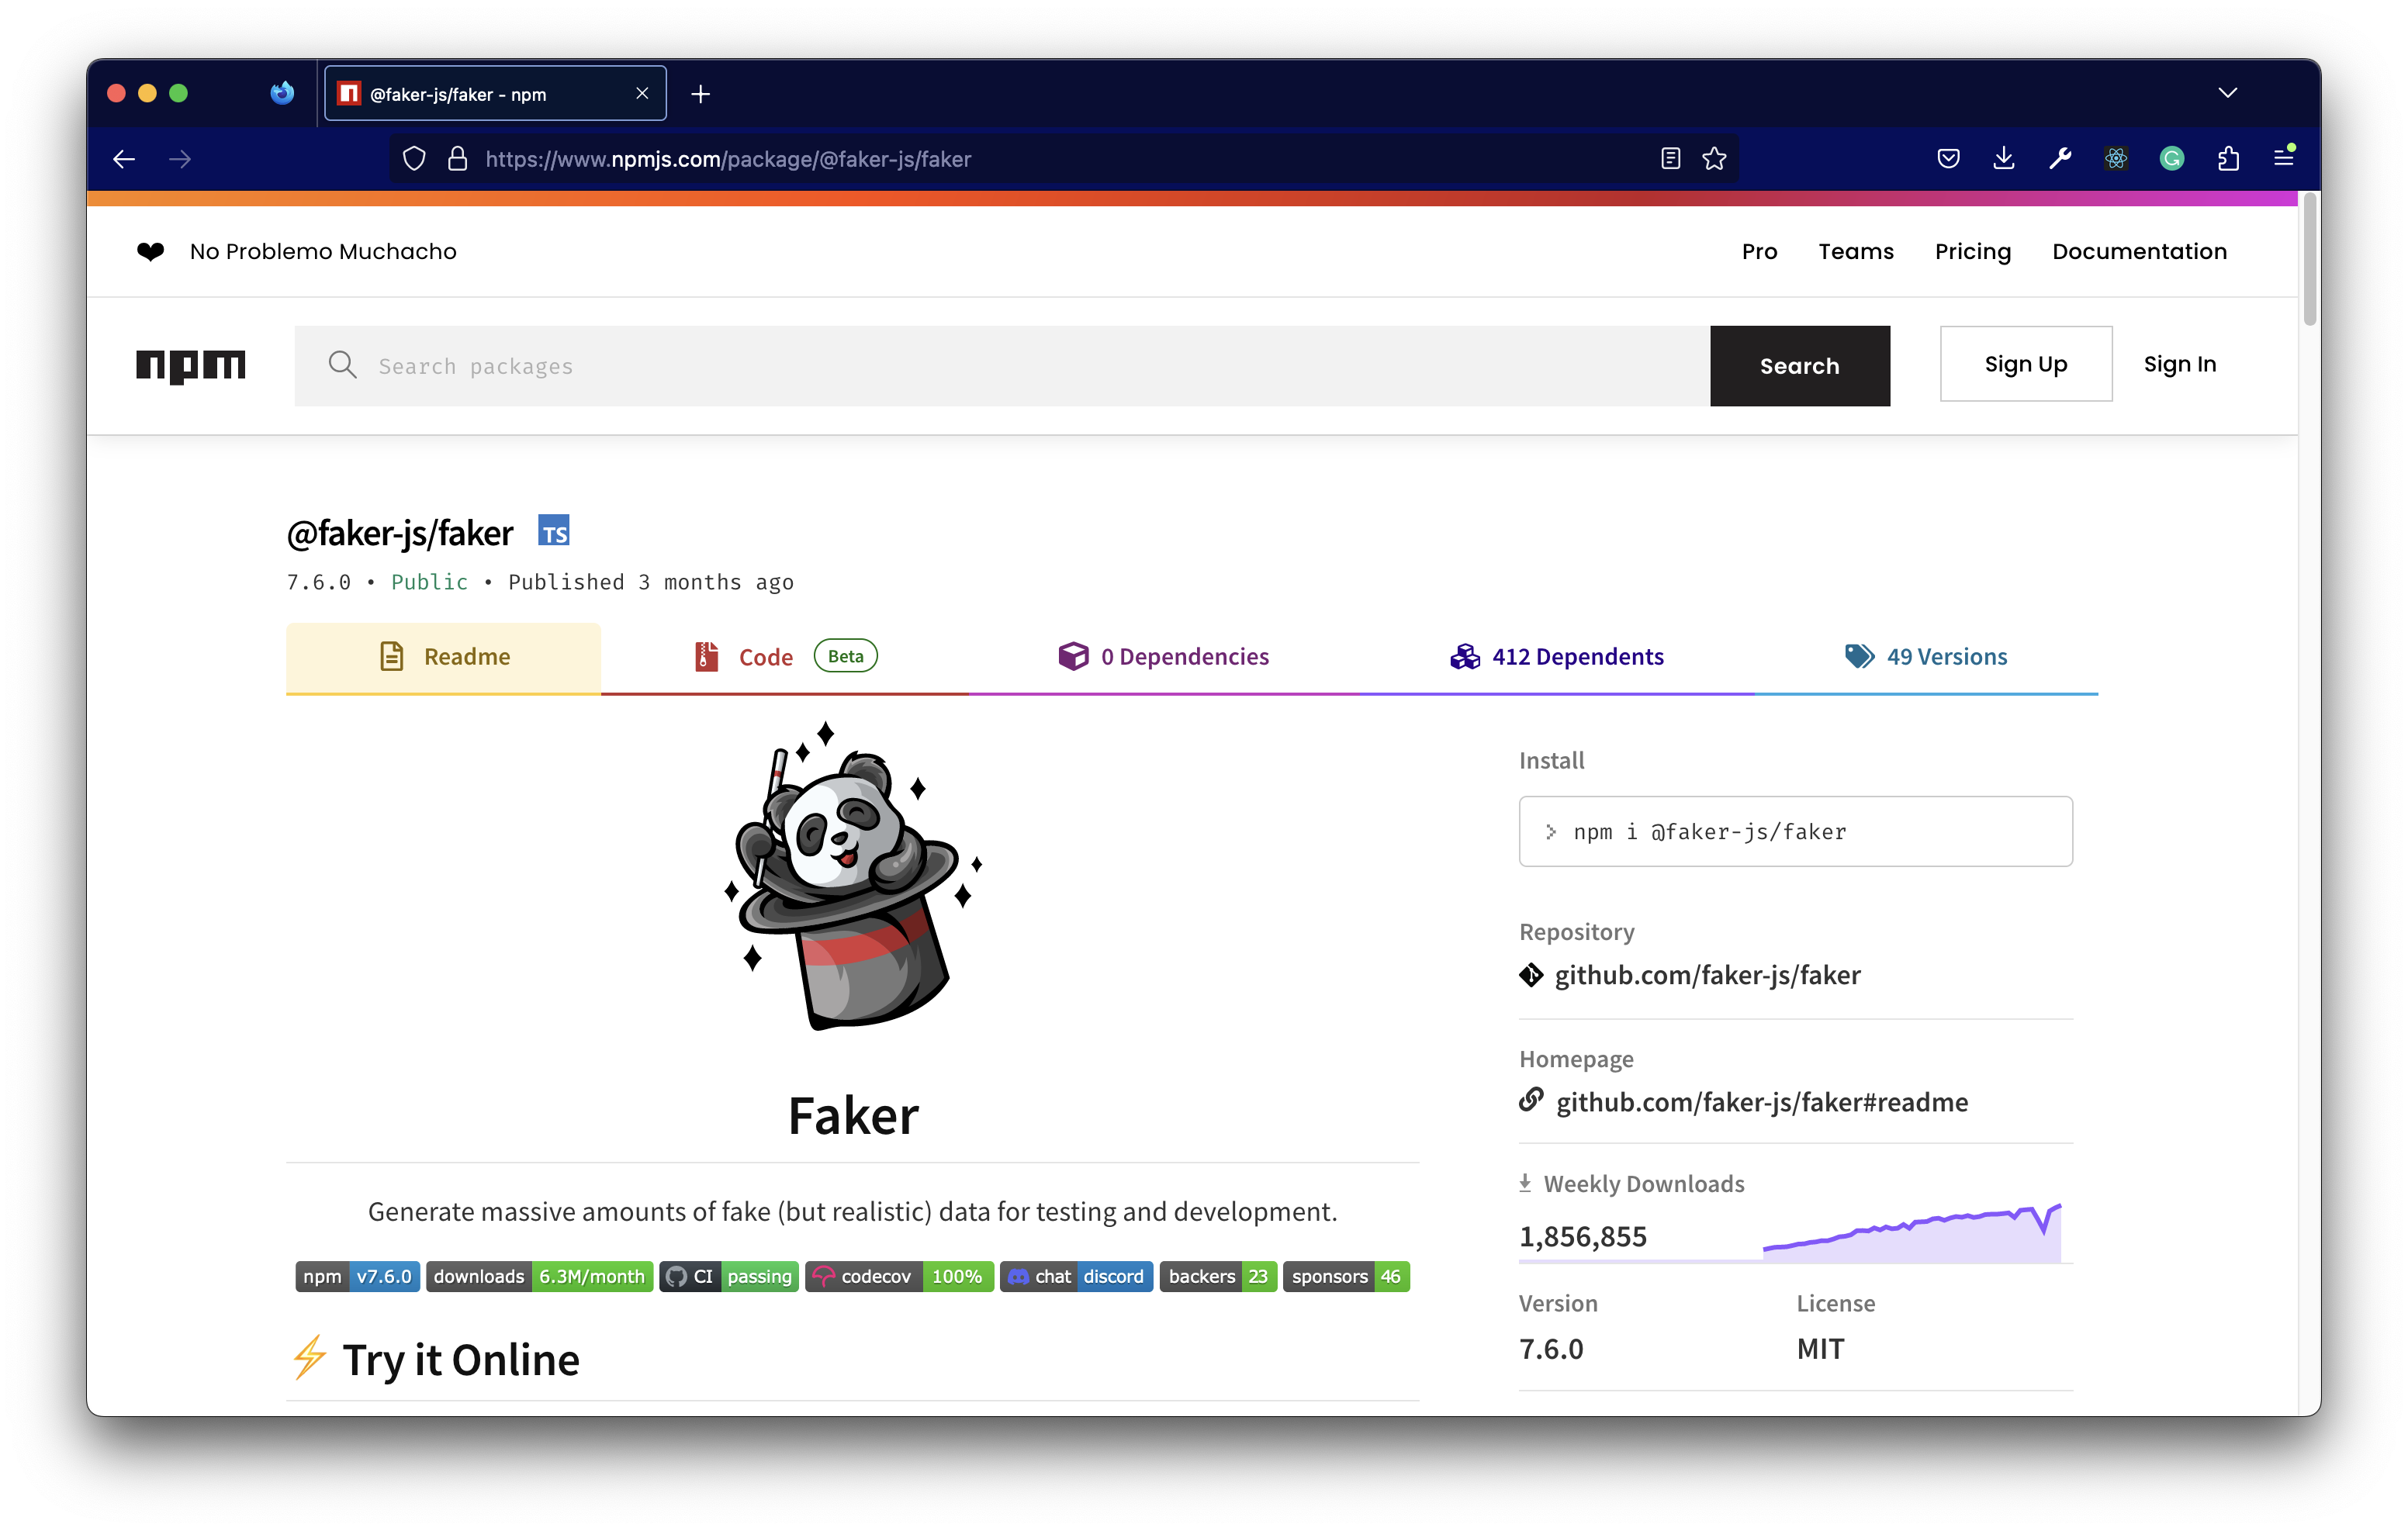 @faker-js/faker - npm
https://www.npmjs.com/package/@faker-js/faker
No Problemo Muchacho
Pro Teams Pricing Documentation
npm
Search packages
Search
Sign Up
Sign In
@faker-js/faker TS
7.6.0 • Public • Published 3 months ago
Readme
Code Beta
0 Dependencies
412 Dependents
49 Versions
Faker
Generate massive amounts of fake (but realistic) data for testing and development.
npm v7.6.0 downloads 6.3M/month CI passing codecov 100% chat discord backers 23 sponsors 46
⚡ Try it Online
Install
> npm i @faker-js/faker
Repository
github.com/faker-js/faker
Homepage
github.com/faker-js/faker#readme
Weekly Downloads
1,856,855
Version License
7.6.0 MIT